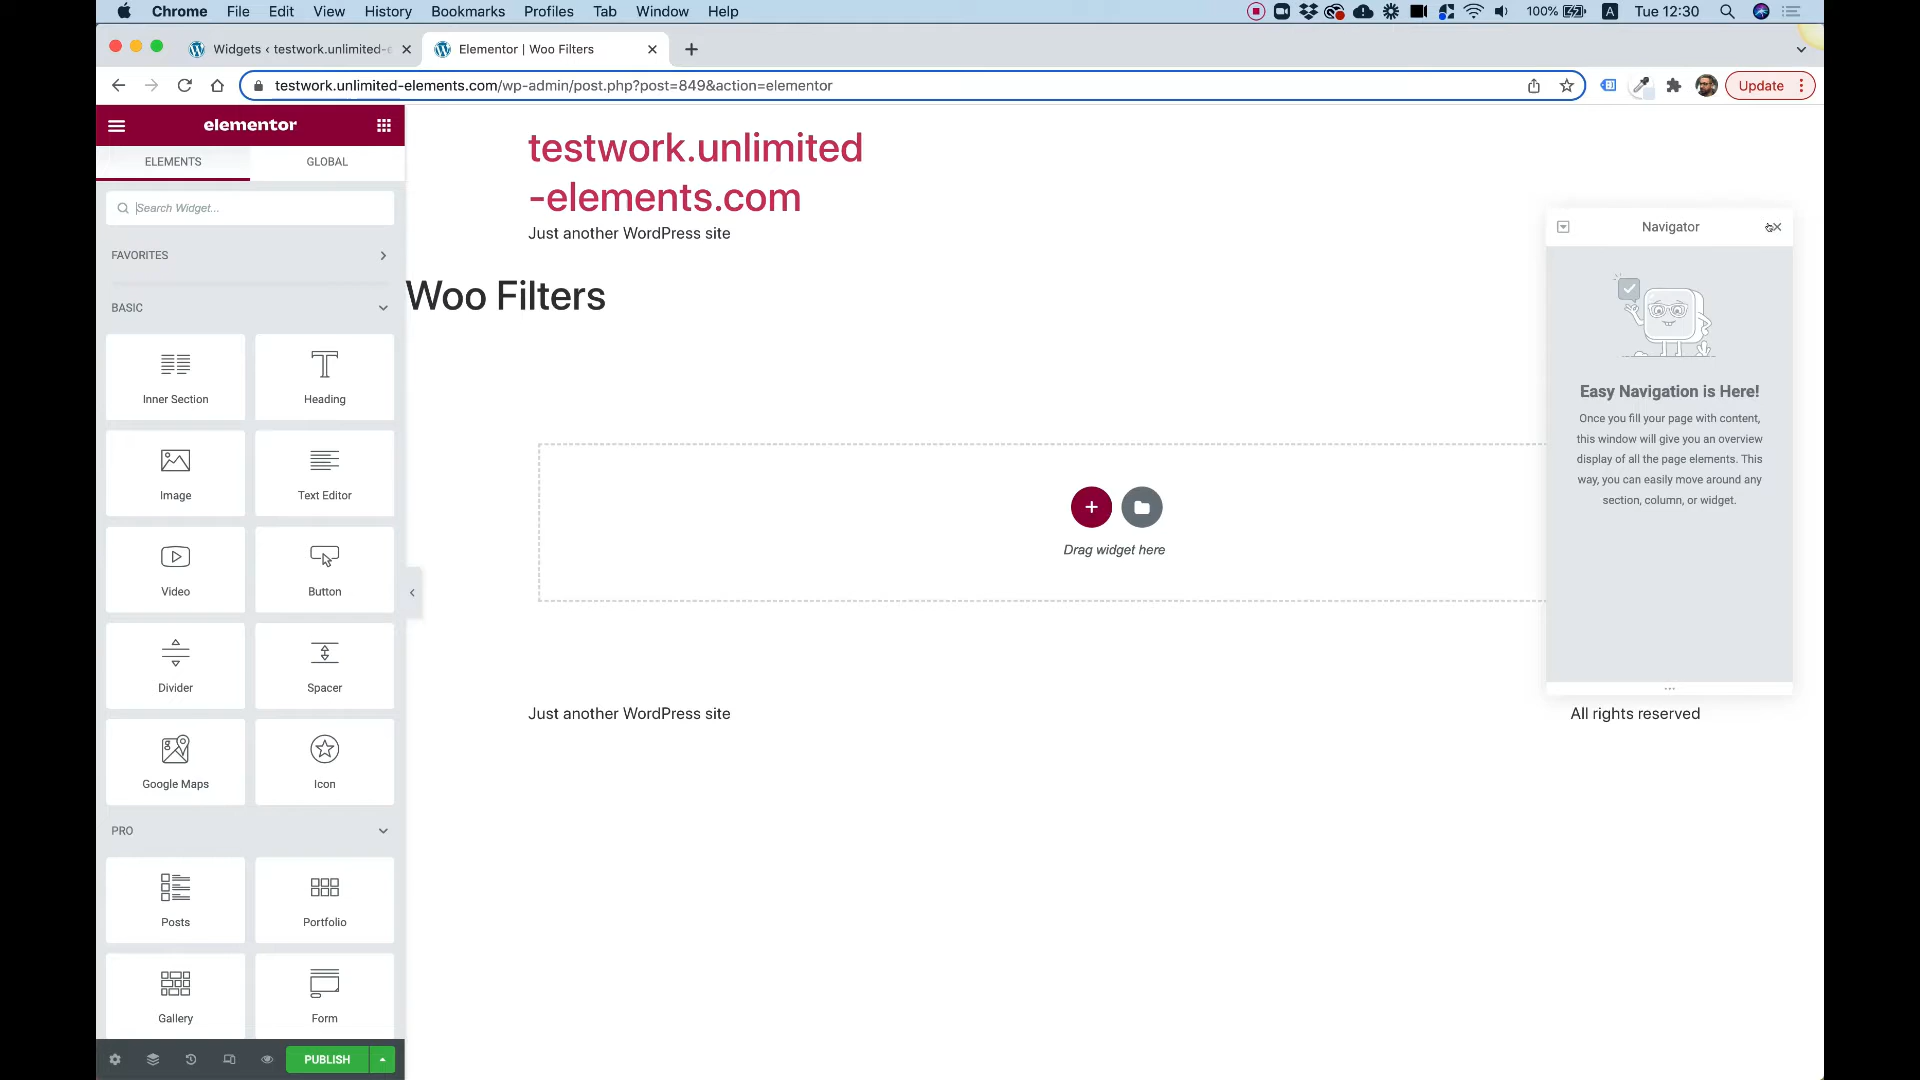 Chrome File Edit View History Bookmarks Profiles Tab Window Help
100% A Tue 12:30
Widgets ‹ testwork.unlimited-e
Elementor | Woo Filters
testwork.unlimited-elements.com/wp-admin/post.php?post=849&action=elementor
Update
elementor
ELEMENTS GLOBAL
Search Widget...
FAVORITES
BASIC
Inner Section Heading
Image Text Editor
Video Button
Divider Spacer
Google Maps Icon
PRO
Posts Portfolio
Gallery Form
PUBLISH
testwork.unlimited
-elements.com
Just another WordPress site
Woo Filters
Drag widget here
Just another WordPress site
All rights reserved
Navigator
Easy Navigation is Here!
Once you fill your page with content,
this window will give you an overview
display of all the page elements. This
way, you can easily move around any
section, column, or widget.